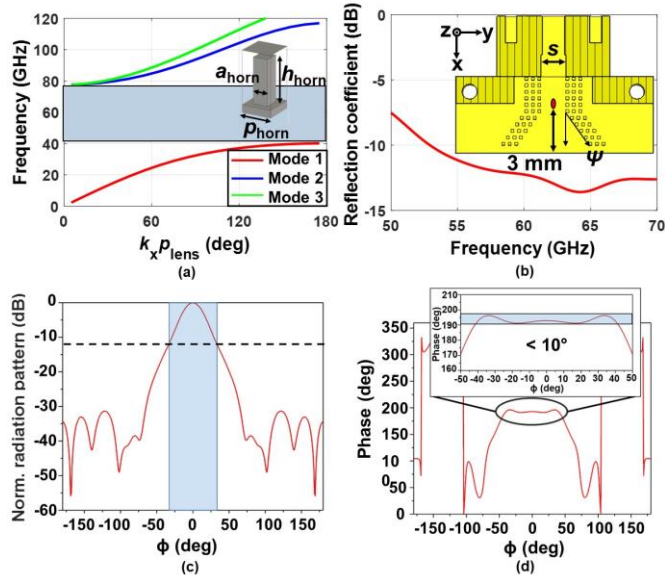 120
100
80
60
40
20
0
Frequency (GHz)
a_horn
h_horn
p_horn
Mode 1
Mode 2
Mode 3
0
60
120
180
k_x p_lens (deg)
(a)
0
-5
-10
-15
Reflection coefficient (dB)
z
y
x
s
3 mm
ψ
50
55
60
65
70
Frequency (GHz)
(b)
0
-10
-20
-30
-40
-50
-60
Norm. radiation pattern (dB)
-150 -100 -50 0 50 100 150
ϕ (deg)
(c)
350
300
250
200
150
100
50
0
Phase (deg)
210
200
190
180
170
160
Phase (deg)
< 10°
-50 -40 -30 -20 -10 0 10 20 30 40 50
ϕ (deg)
-150 -100 -50 0 50 100 150
ϕ (deg)
(d)